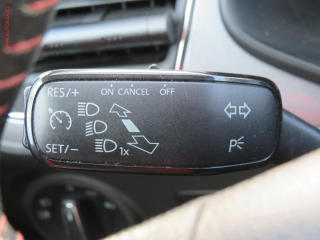 RES/+ ON CANCEL OFF
SET/- 1x
P